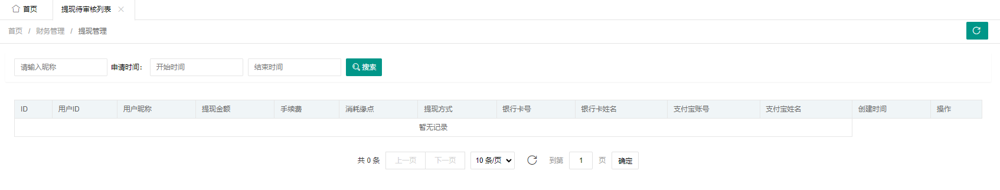 首页 提现待审核列表
首页 / 财务管理 / 提现管理
请输入昵称 申请时间: 开始时间 结束时间 搜索
ID 用户ID 用户昵称 提现金额 手续费 消耗缘点 提现方式 银行卡号 银行卡姓名 支付宝账号 支付宝姓名 创建时间 操作
暂无记录
共 0 条 上一页 下一页 10 条/页 到第 1 页 确定